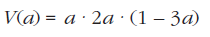 V(a) = a · 2a · (1 – 3a)